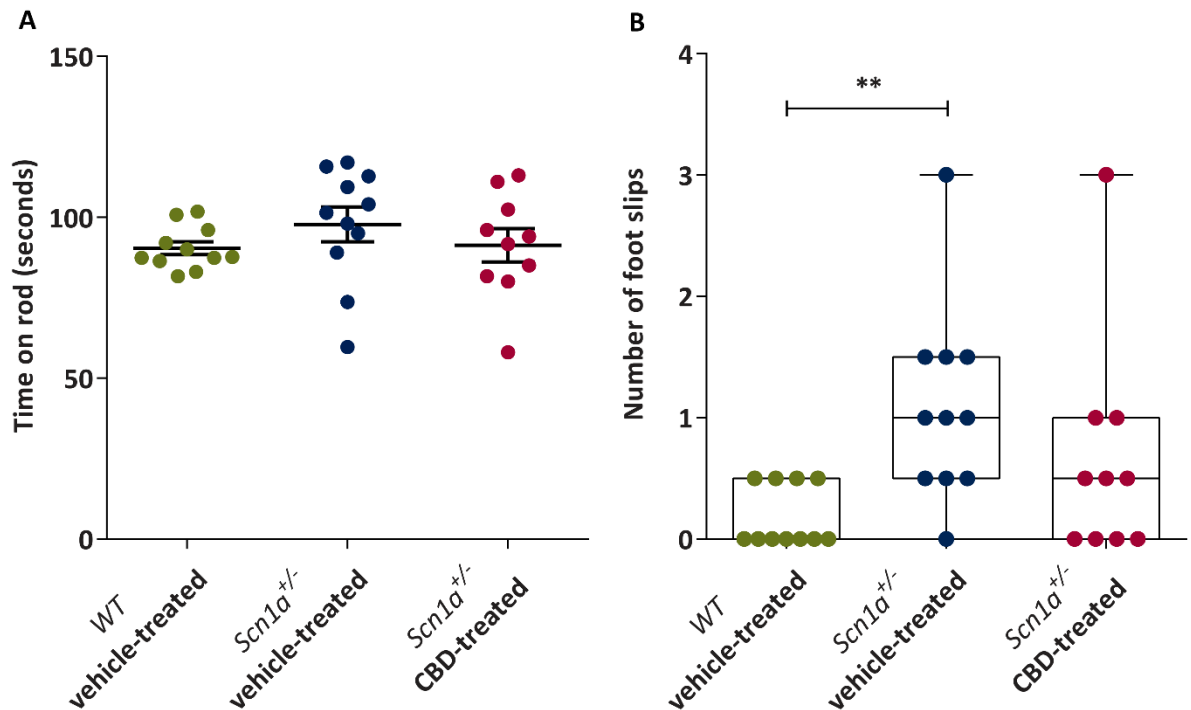 A
Time on rod (seconds)
150
100
50
0
WT
vehicle-treated
Scn1a+/-
vehicle-treated
Scn1a+/-
CBD-treated
B
Number of foot slips
4
3
2
1
0
**
WT
vehicle-treated
Scn1a+/-
vehicle-treated
Scn1a+/-
CBD-treated